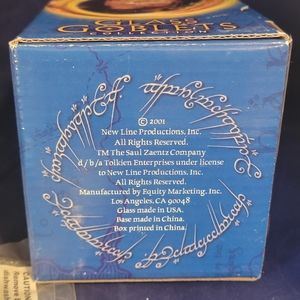 GLASS
GOBLETS
COLLECTION
© 2001
New Line Productions, Inc.
All Rights Reserved.
TM The Saul Zaentz Company
d / b / a Tolkien Enterprises under license
to New Line Productions, Inc.
All Rights Reserved.
Manufactured by Equity Marketing, Inc.
Los Angeles, CA 90048
Glass made in USA.
Base made in China.
Box printed in China.